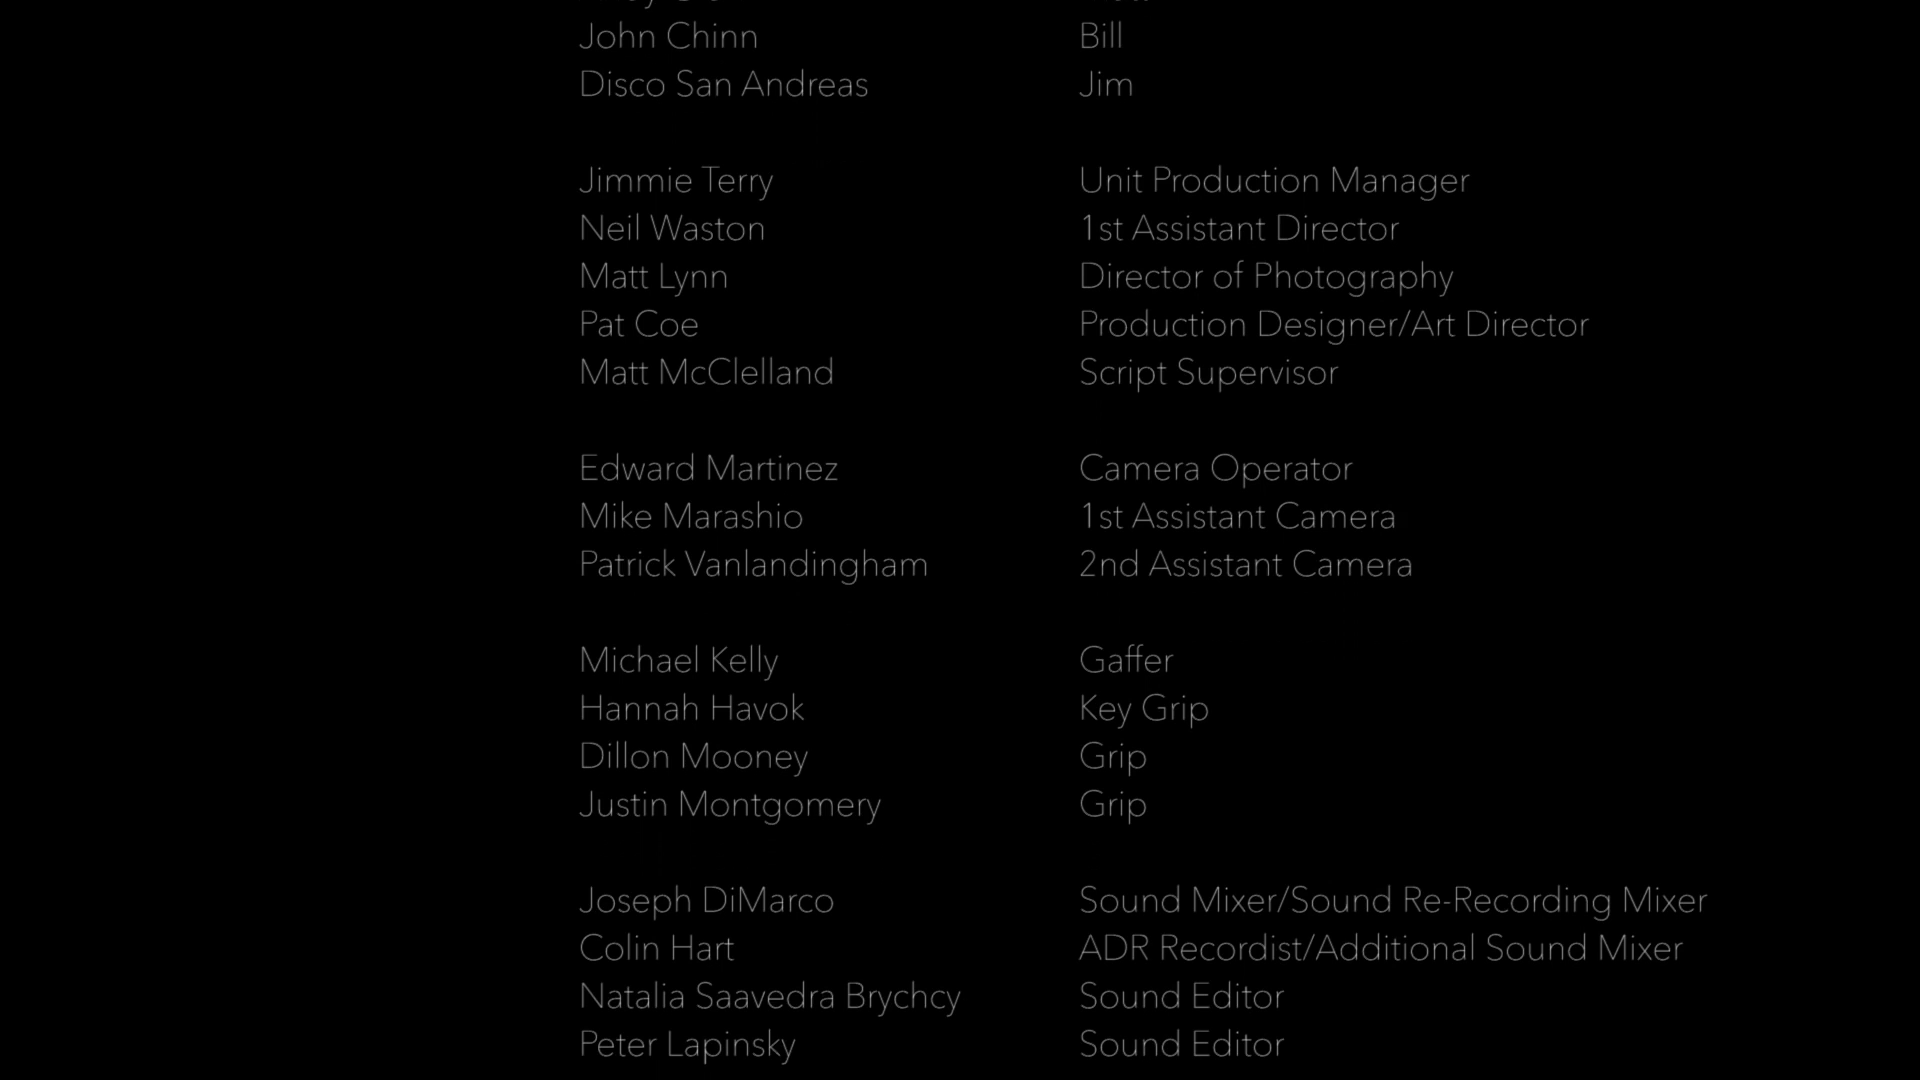 John Chinn Bill
Disco San Andreas Jim
Jimmie Terry Unit Production Manager
Neil Waston 1st Assistant Director
Matt Lynn Director of Photography
Pat Coe Production Designer/Art Director
Matt McClelland Script Supervisor
Edward Martinez Camera Operator
Mike Marashio 1st Assistant Camera
Patrick Vanlandingham 2nd Assistant Camera
Michael Kelly Gaffer
Hannah Havok Key Grip
Dillon Mooney Grip
Justin Montgomery Grip
Joseph DiMarco Sound Mixer/Sound Re-Recording Mixer
Colin Hart ADR Recordist/Additional Sound Mixer
Natalia Saavedra Brychcy Sound Editor
Peter Lapinsky Sound Editor